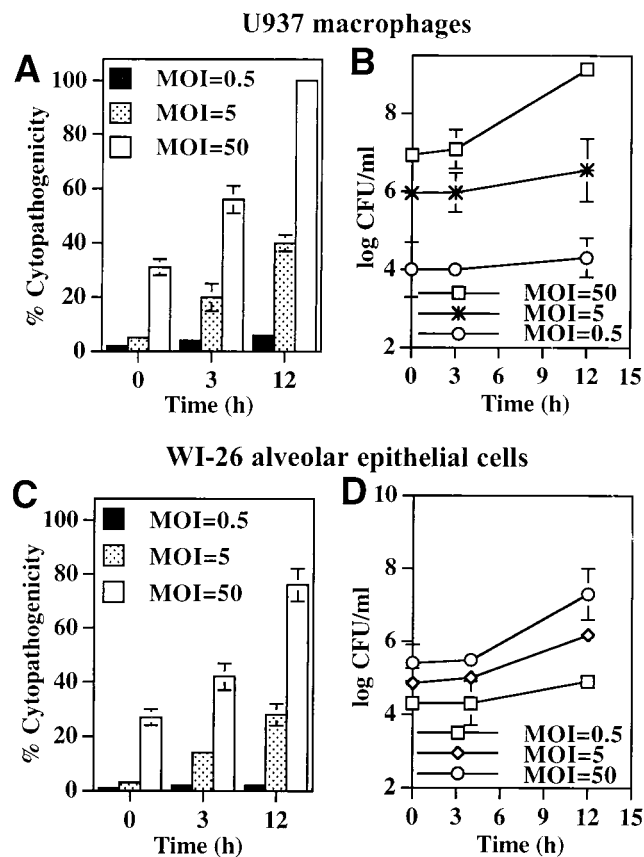 U937 macrophages
A
100
80
60
40
20
0
% Cytopathogenicity
MOI=0.5
MOI=5
MOI=50
0 3 12
Time (h)
B
8
6
4
2
log CFU/ml
MOI=50
MOI=5
MOI=0.5
0 3 6 9 12 15
Time (h)
WI-26 alveolar epithelial cells
C
100
80
60
40
20
0
% Cytopathogenicity
MOI=0.5
MOI=5
MOI=50
0 3 12
Time (h)
D
10
8
6
4
2
log CFU/ml
MOI=0.5
MOI=5
MOI=50
0 3 6 9 12 15
Time (h)